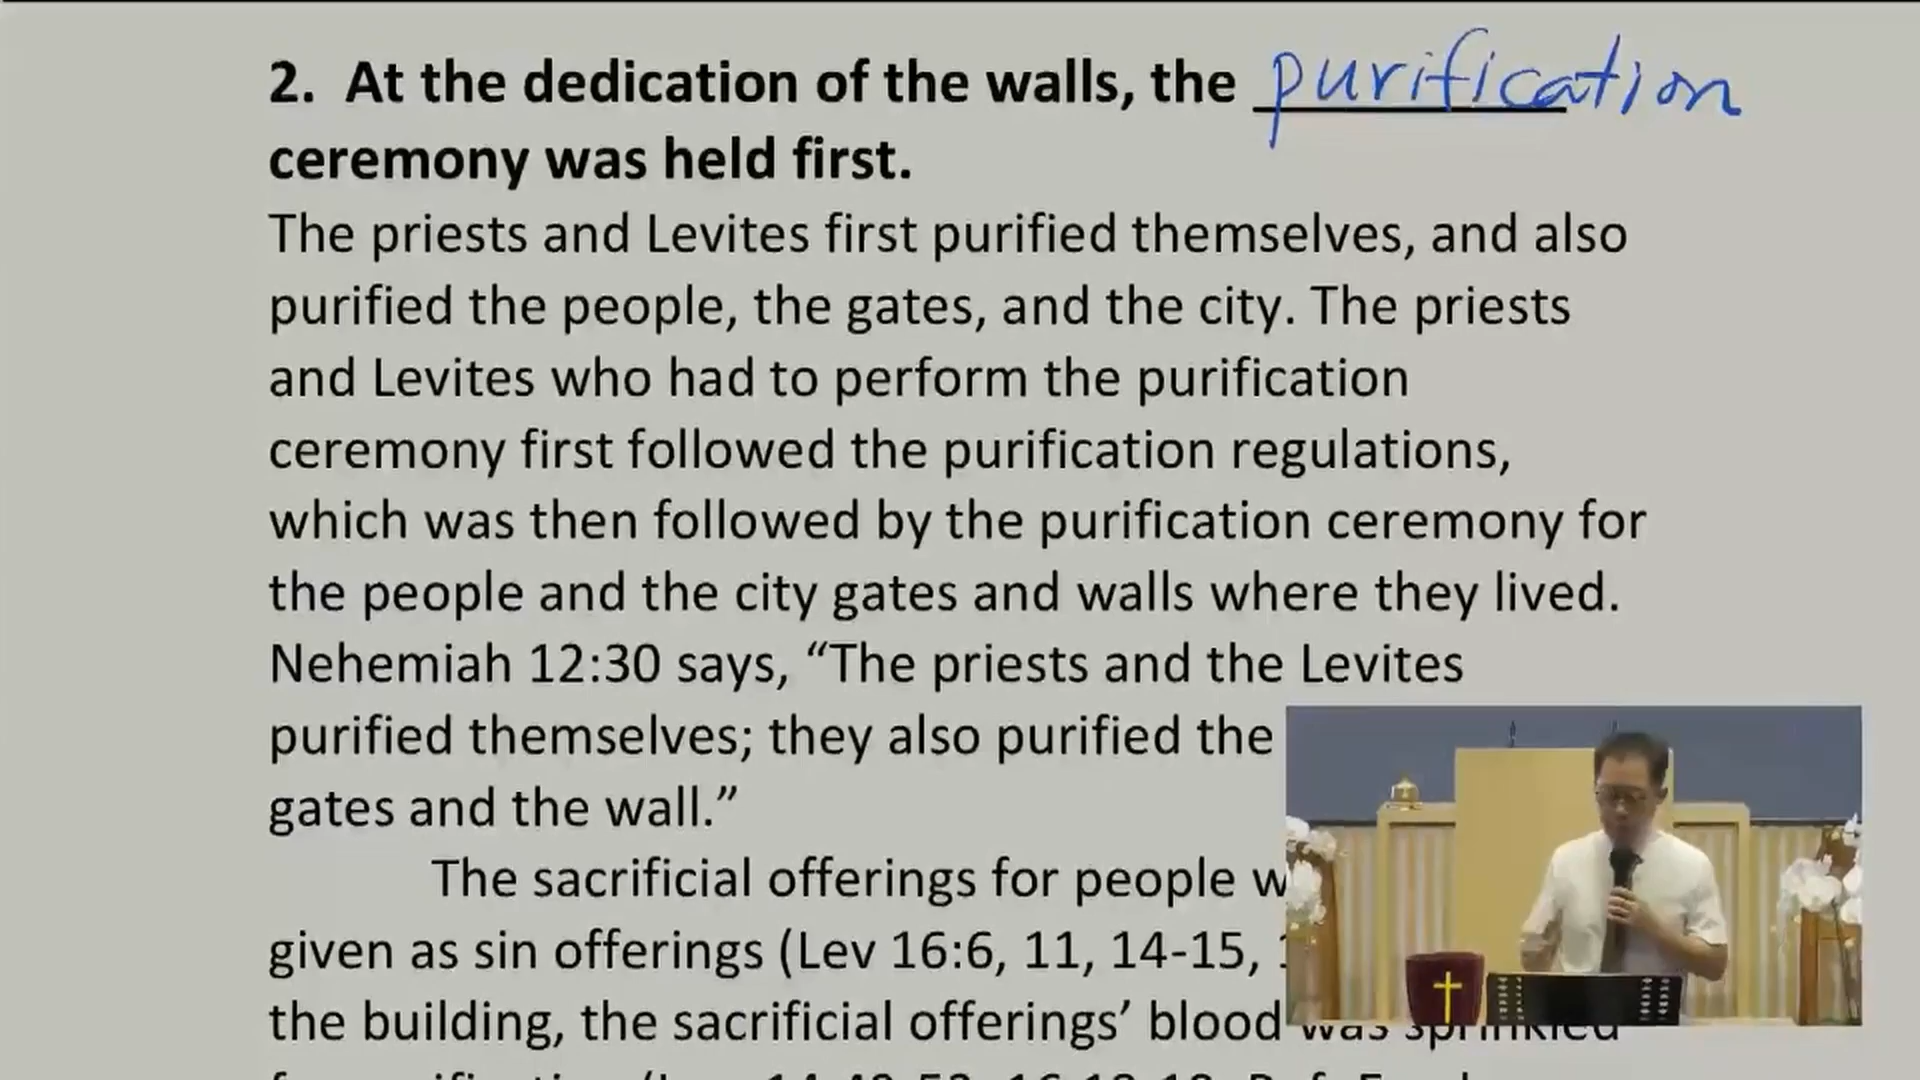 2. At the dedication of the walls, the purification
ceremony was held first.
The priests and Levites first purified themselves, and also
purified the people, the gates, and the city. The priests
and Levites who had to perform the purification
ceremony first followed the purification regulations,
which was then followed by the purification ceremony for
the people and the city gates and walls where they lived.
Nehemiah 12:30 says, “The priests and the Levites
purified themselves; they also purified the
gates and the wall.”
The sacrificial offerings for people
given as sin offerings (Lev 16:6, 11, 14-15,
the building, the sacrificial offerings’ blood was sprinkled